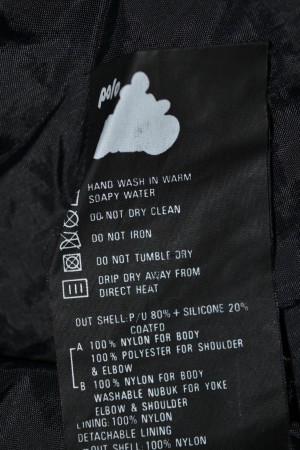 polo
HAND WASH IN WARM
SOAPY WATER
DO NOT DRY CLEAN
DO NOT IRON
DO NOT TUMBLE DRY
DRIP DRY AWAY FROM
DIRECT HEAT
OUT SHELL: P/U 80% + SILICONE 20%
COATED
A 100% NYLON FOR BODY
100% POLYESTER FOR SHOULDER
& ELBOW
B 100% NYLON FOR BODY
WASHABLE NUBUK FOR YOKE
ELBOW & SHOULDER
LINING: 100% NYLON
DETACHABLE LINING
OUT SHELL: 100% NYLON